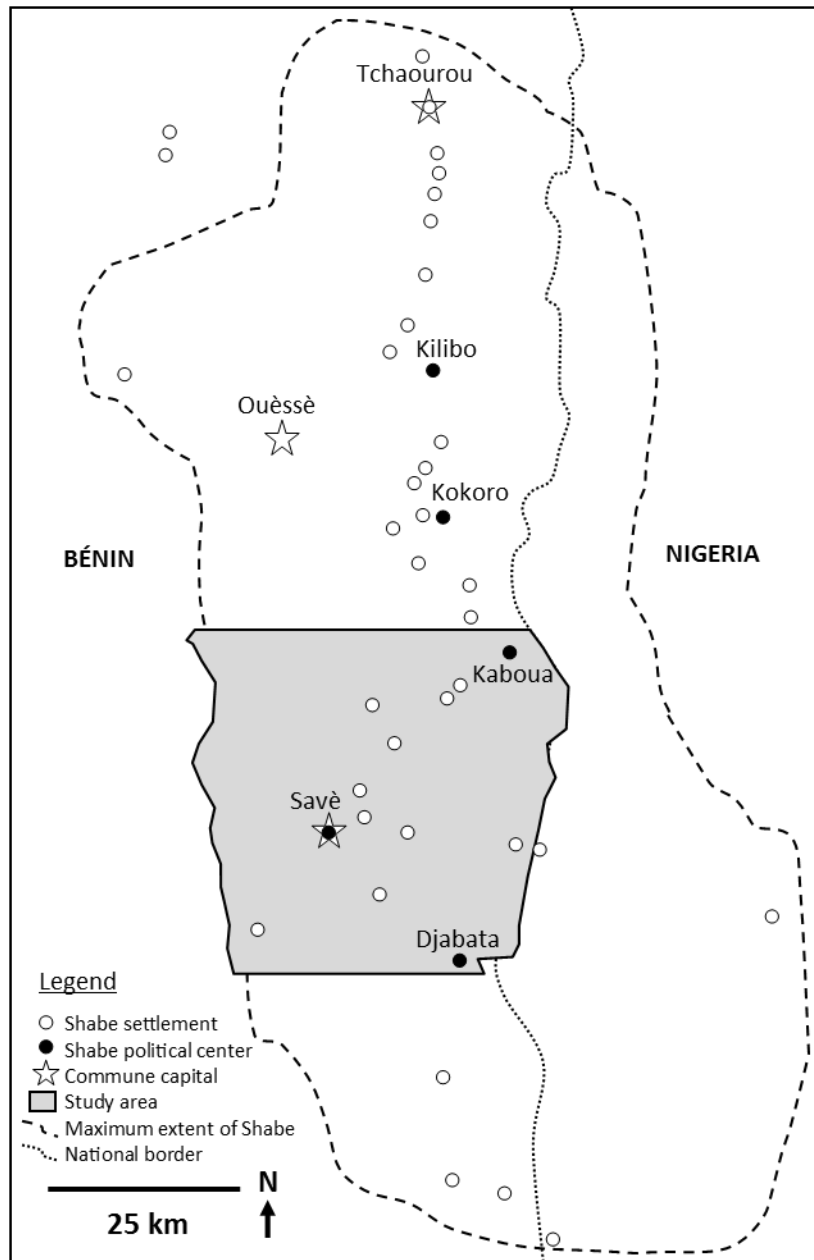 Tchaourou
Kilibo
Ouèssè
Kokoro
BÉNIN
NIGERIA
Kaboua
Savè
Djabata
Legend
Shabe settlement
Shabe political center
Commune capital
Study area
Maximum extent of Shabe
National border
25 km
N